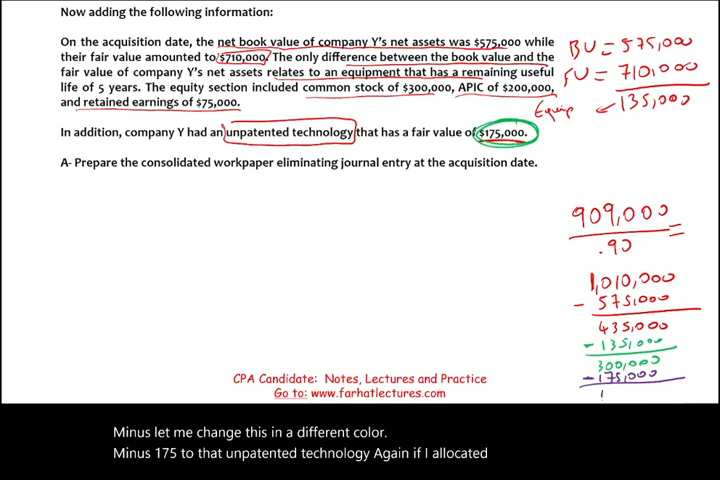 Now adding the following information:
On the acquisition date, the net book value of company Y's net assets was $575,000 while
their fair value amounted to $710,000. The only difference between the book value and the
fair value of company Y's net assets relates to an equipment that has a remaining useful
life of 5 years. The equity section included common stock of $300,000, APIC of $200,000,
and retained earnings of $75,000.
In addition, company Y had an unpatented technology that has a fair value of $175,000.
A- Prepare the consolidated workpaper eliminating journal entry at the acquisition date.
BV = 575,000
FV = 710,000
Equip ← 135,000
909,000
.90 =
1,010,000
- 575,000
435,000
- 135,000
300,000
- 175,000
1
CPA Candidate: Notes, Lectures and Practice
Go to: www.farhatlectures.com
Minus let me change this in a different color.
Minus 175 to that unpatented technology Again if I allocated